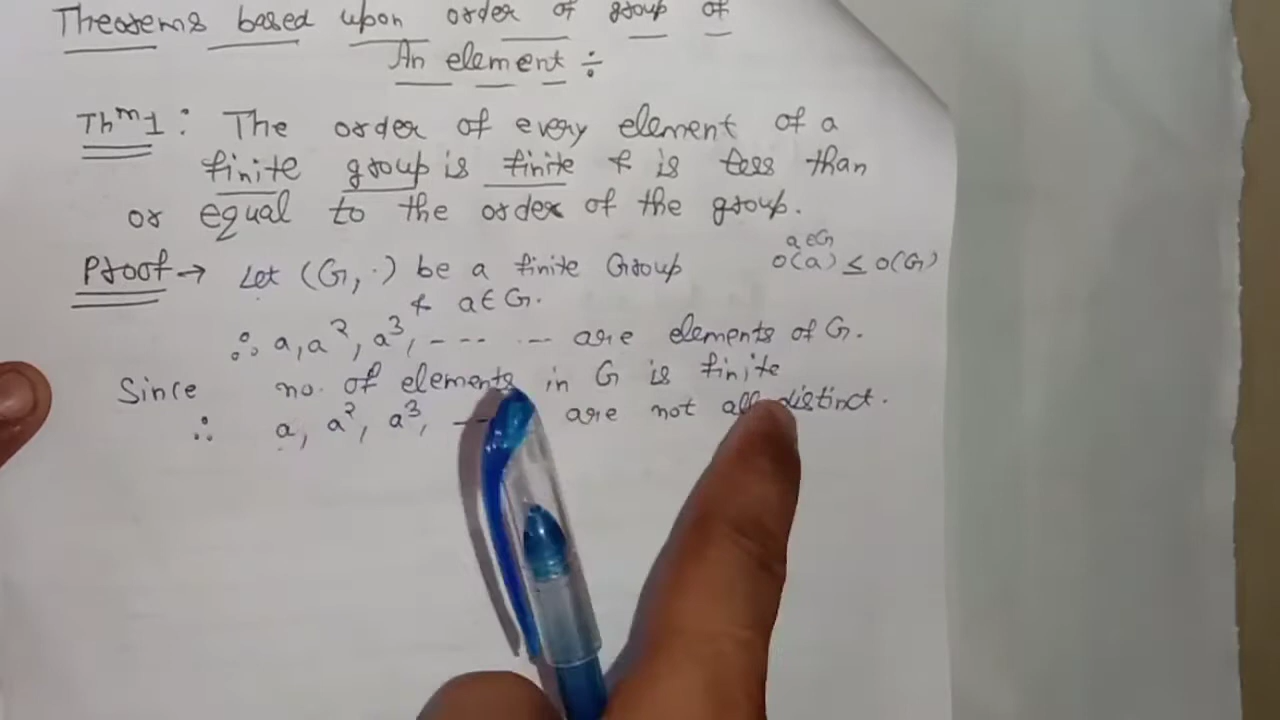 Theorems based upon order of group of
An element ÷
Thᵐ1 : The order of every element of a
finite group is finite & is less than
or equal to the order of the group.
Proof → Let (G, ·) be a finite Group
a∈G
o(a) ≤ o(G)
& a∈G.
∴ a, a², a³, --- --- are elements of G.
Since no. of elements in G is finite
∴ a, a², a³, -- are not all distinct.